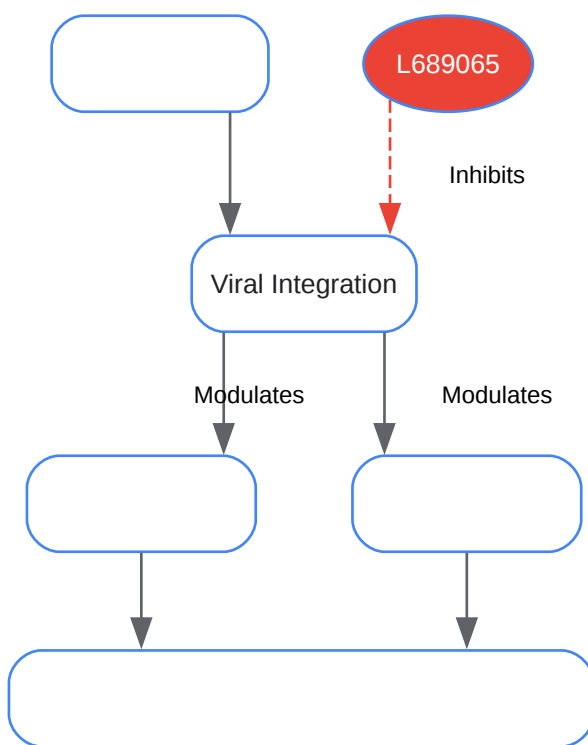 L689065
Inhibits
Viral Integration
Modulates
Modulates